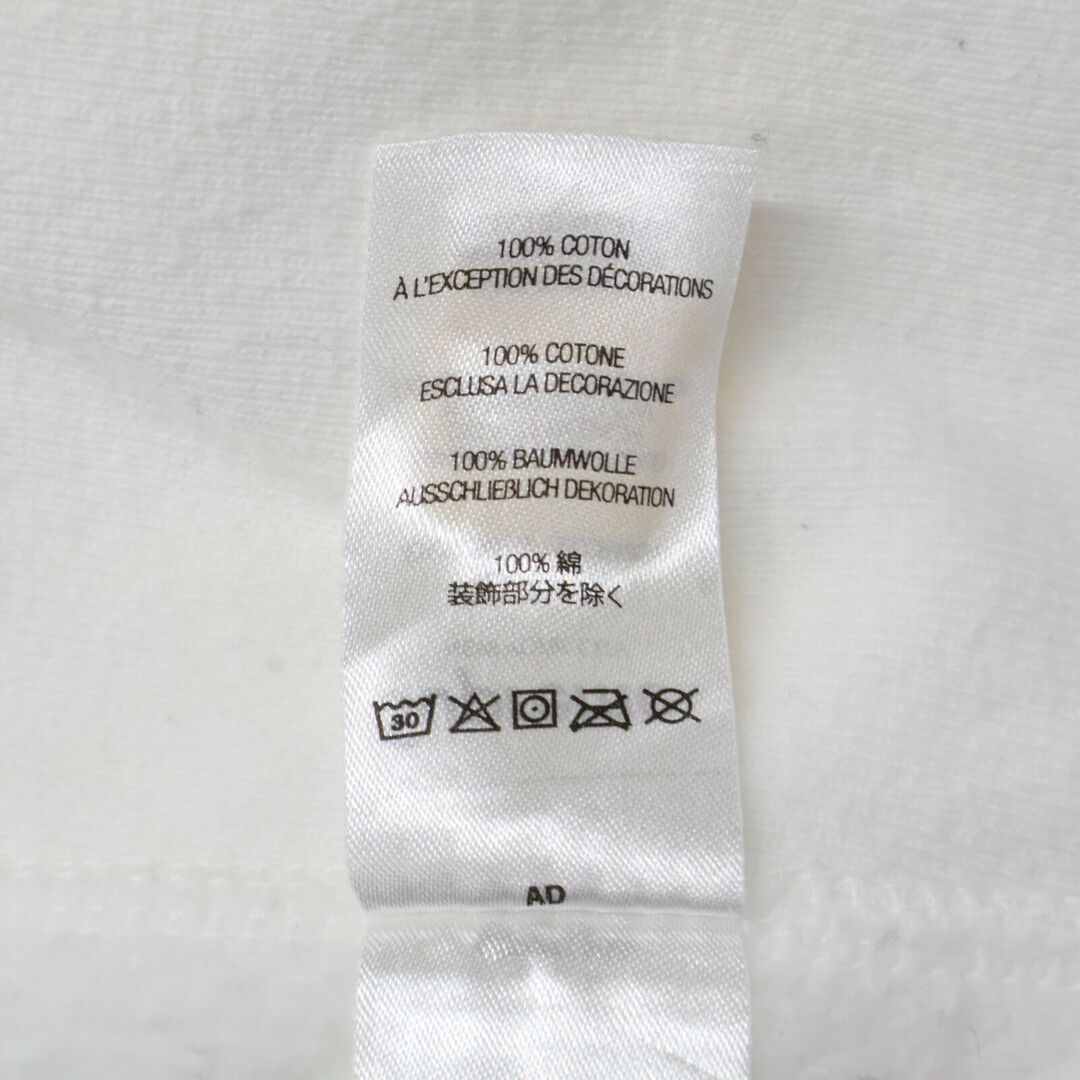 100% COTON
À L'EXCEPTION DES DÉCORATIONS
100% COTONE
ESCLUSA LA DECORAZIONE
100% BAUMWOLLE
AUSSCHLIEßLICH DEKORATION
100% 綿
装飾部分を除く
30
AD